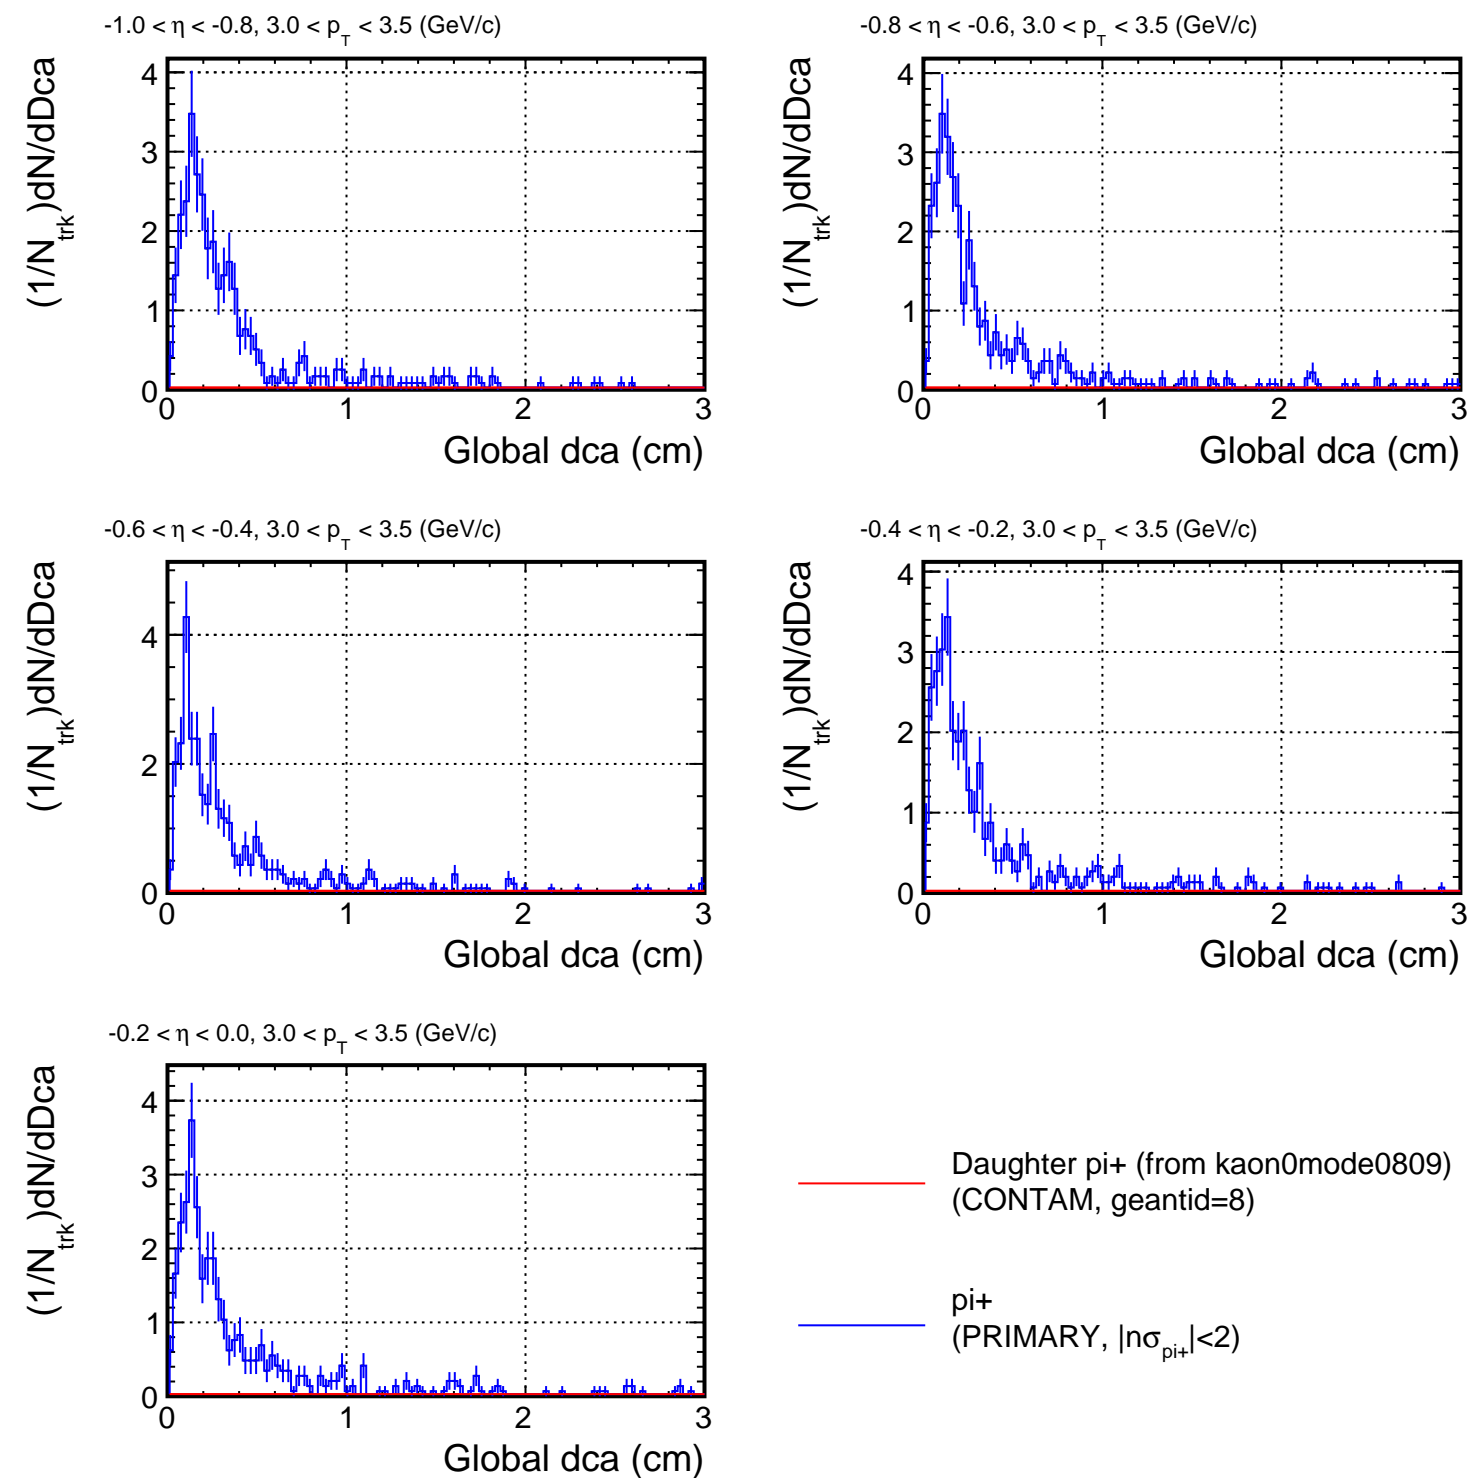 -1.0 < η < -0.8, 3.0 < p_T < 3.5 (GeV/c)
(1/N_trk)dN/dDca
4
3
2
1
0
0 1 2 3
Global dca (cm)
-0.8 < η < -0.6, 3.0 < p_T < 3.5 (GeV/c)
(1/N_trk)dN/dDca
4
3
2
1
0
0 1 2 3
Global dca (cm)
-0.6 < η < -0.4, 3.0 < p_T < 3.5 (GeV/c)
(1/N_trk)dN/dDca
4
2
0
0 1 2 3
Global dca (cm)
-0.4 < η < -0.2, 3.0 < p_T < 3.5 (GeV/c)
(1/N_trk)dN/dDca
4
3
2
1
0
0 1 2 3
Global dca (cm)
-0.2 < η < 0.0, 3.0 < p_T < 3.5 (GeV/c)
(1/N_trk)dN/dDca
4
3
2
1
0
0 1 2 3
Global dca (cm)
Daughter pi+ (from kaon0mode0809)
(CONTAM, geantid=8)
pi+
(PRIMARY, |nσ_pi+|<2)